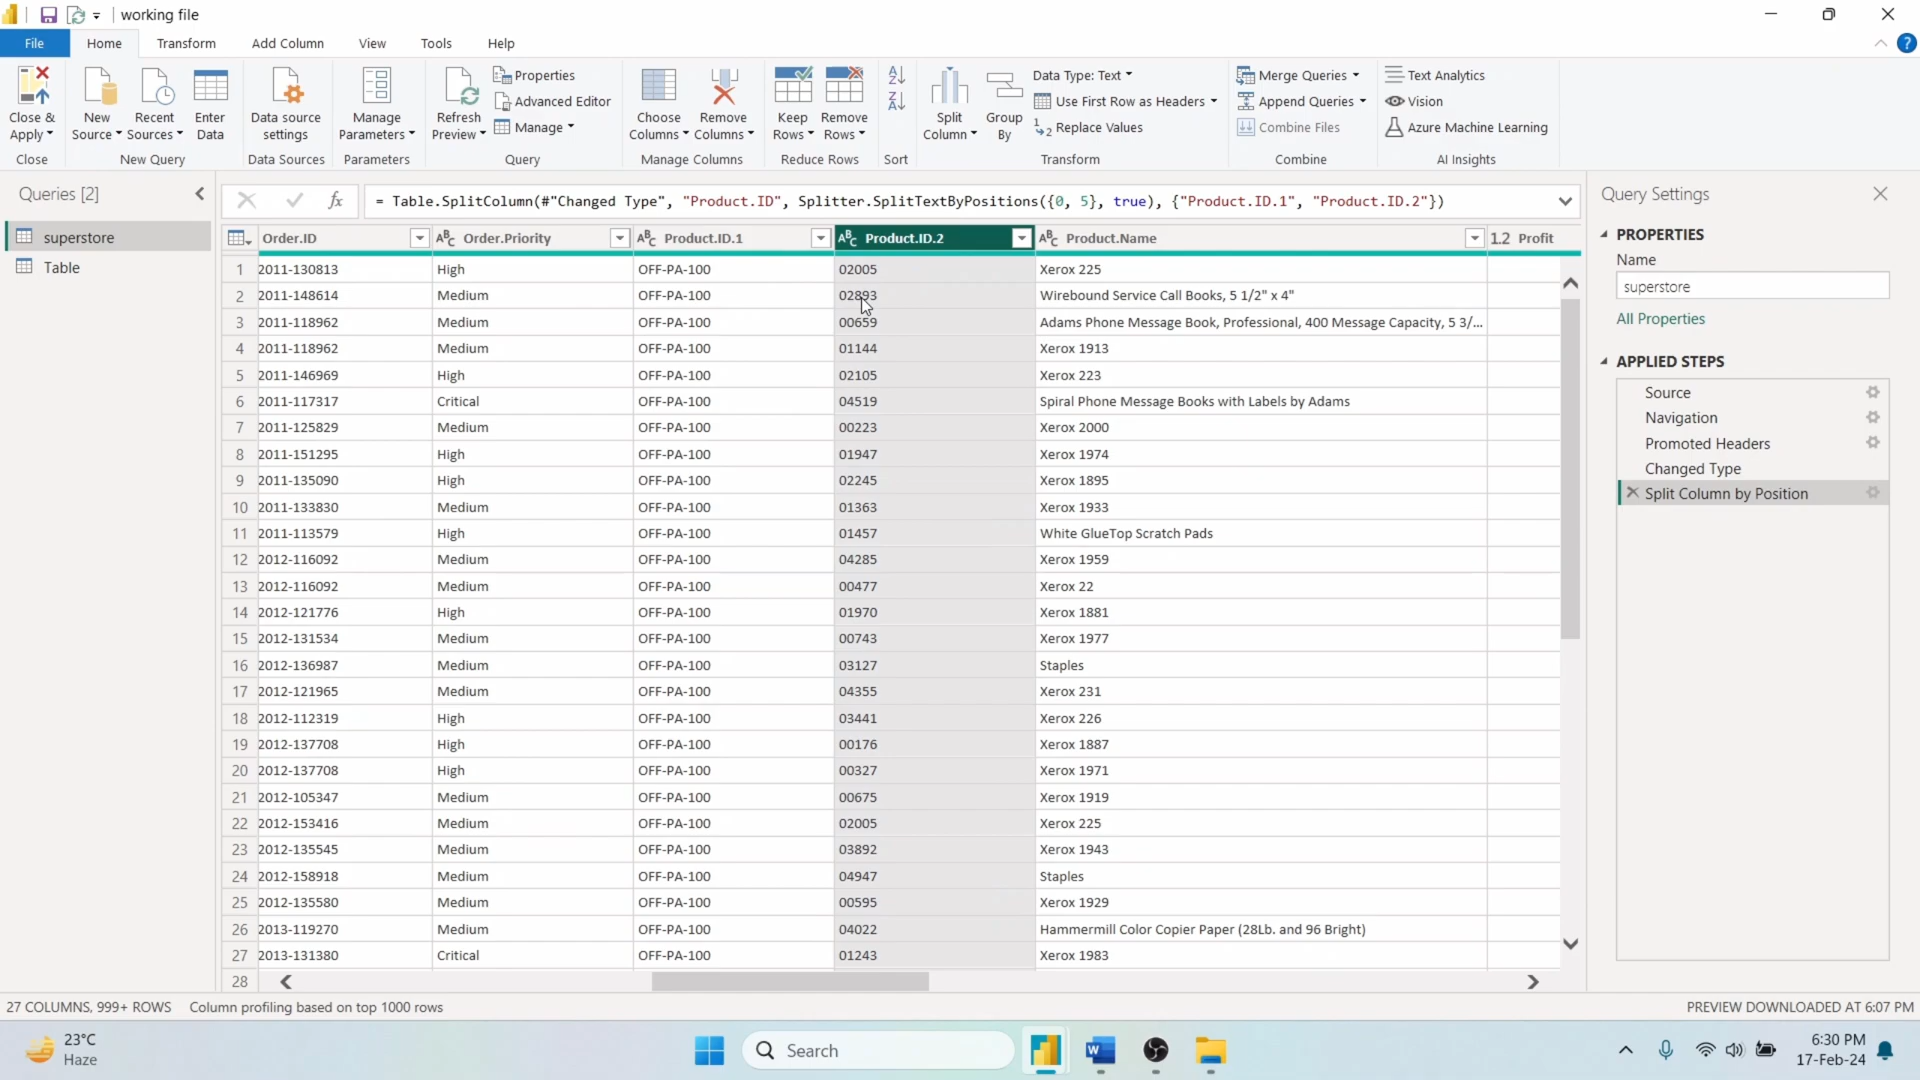 working file
File Home Transform Add Column View Tools Help
Close & Apply
New Source
Recent Sources
Enter Data
Data source settings
Manage Parameters
Refresh Preview
Properties
Advanced Editor
Manage
Choose Columns
Remove Columns
Keep Rows
Remove Rows
Split Column
Group By
Data Type: Text
Use First Row as Headers
Replace Values
Merge Queries
Append Queries
Combine Files
Text Analytics
Vision
Azure Machine Learning
Close New Query Data Sources Parameters Query Manage Columns Reduce Rows Sort Transform Combine AI Insights
Queries [2]
superstore
Table
fx = Table.SplitColumn(#"Changed Type", "Product.ID", Splitter.SplitTextByPositions({0, 5}, true), {"Product.ID.1", "Product.ID.2"})
Order.ID ABC Order.Priority ABC Product.ID.1 ABC Product.ID.2 ABC Product.Name 1.2 Profit
1 2011-130813 High OFF-PA-100 02005 Xerox 225
2 2011-148614 Medium OFF-PA-100 02893 Wirebound Service Call Books, 5 1/2" x 4"
3 2011-118962 Medium OFF-PA-100 00659 Adams Phone Message Book, Professional, 400 Message Capacity, 5 3/...
4 2011-118962 Medium OFF-PA-100 01144 Xerox 1913
5 2011-146969 High OFF-PA-100 02105 Xerox 223
6 2011-117317 Critical OFF-PA-100 04519 Spiral Phone Message Books with Labels by Adams
7 2011-125829 Medium OFF-PA-100 00223 Xerox 2000
8 2011-151295 High OFF-PA-100 01947 Xerox 1974
9 2011-135090 High OFF-PA-100 02245 Xerox 1895
10 2011-133830 Medium OFF-PA-100 01363 Xerox 1933
11 2011-113579 High OFF-PA-100 01457 White GlueTop Scratch Pads
12 2012-116092 Medium OFF-PA-100 04285 Xerox 1959
13 2012-116092 Medium OFF-PA-100 00477 Xerox 22
14 2012-121776 High OFF-PA-100 01970 Xerox 1881
15 2012-131534 Medium OFF-PA-100 00743 Xerox 1977
16 2012-136987 Medium OFF-PA-100 03127 Staples
17 2012-121965 Medium OFF-PA-100 04355 Xerox 231
18 2012-112319 High OFF-PA-100 03441 Xerox 226
19 2012-137708 High OFF-PA-100 00176 Xerox 1887
20 2012-137708 High OFF-PA-100 00327 Xerox 1971
21 2012-105347 Medium OFF-PA-100 00675 Xerox 1919
22 2012-153416 Medium OFF-PA-100 02005 Xerox 225
23 2012-135545 Medium OFF-PA-100 03892 Xerox 1943
24 2012-158918 Medium OFF-PA-100 04947 Staples
25 2012-135580 Medium OFF-PA-100 00595 Xerox 1929
26 2013-119270 Medium OFF-PA-100 04022 Hammermill Color Copier Paper (28Lb. and 96 Bright)
27 2013-131380 Critical OFF-PA-100 01243 Xerox 1983
28
Query Settings
PROPERTIES
Name
superstore
All Properties
APPLIED STEPS
Source
Navigation
Promoted Headers
Changed Type
Split Column by Position
27 COLUMNS, 999+ ROWS Column profiling based on top 1000 rows PREVIEW DOWNLOADED AT 6:07 PM
23°C
Haze
Search
6:30 PM
17-Feb-24